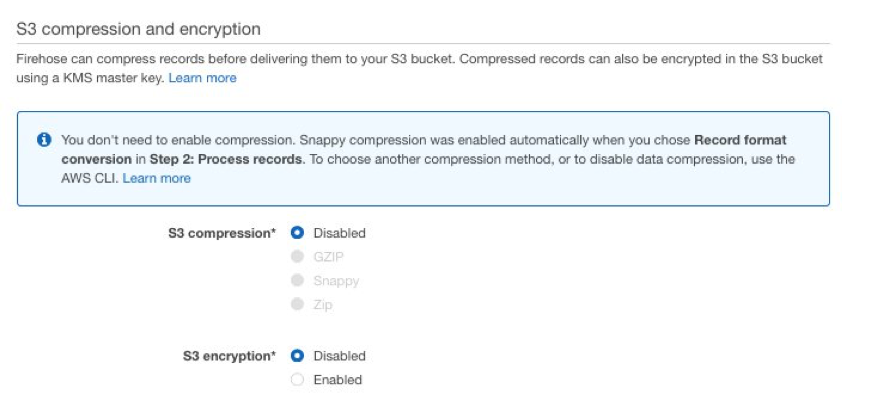 S3 compression and encryption
Firehose can compress records before delivering them to your S3 bucket. Compressed records can also be encrypted in the S3 bucket
using a KMS master key. Learn more
You don't need to enable compression. Snappy compression was enabled automatically when you chose Record format
conversion in Step 2: Process records. To choose another compression method, or to disable data compression, use the
AWS CLI. Learn more
S3 compression* Disabled
GZIP
Snappy
Zip
S3 encryption* Disabled
Enabled